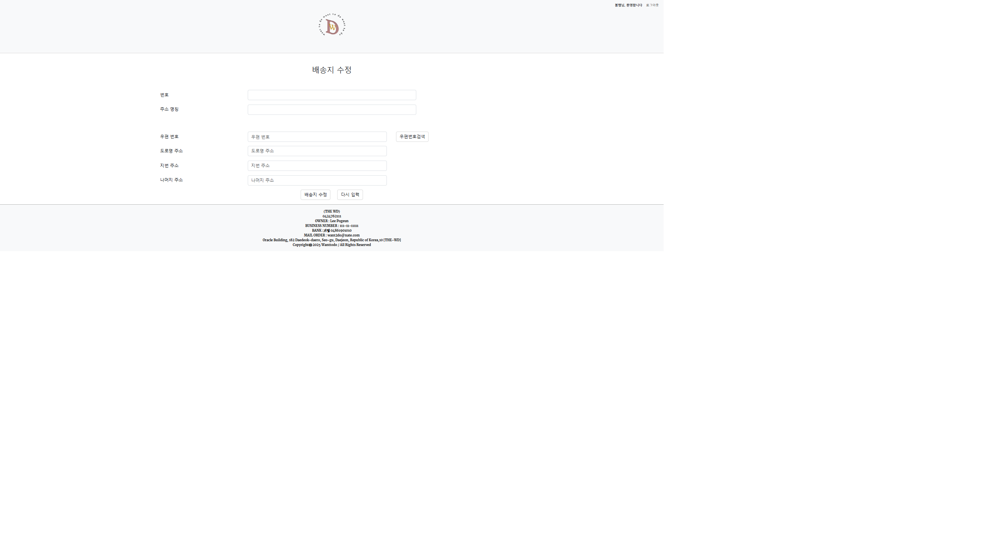 봄뱀님, 환영합니다 로그아웃
want to do want to do want to do
D
W
배송지 수정
번호
주소 명칭
우편 번호 우편 번호 우편번호검색
도로명 주소 도로명 주소
지번 주소 지번 주소
나머지 주소 나머지 주소
배송지 수정 다시 입력
(THE WD)
0424762111
OWNER : Lee Pogeun
BUSINESS NUMBER : 111-11-11111
BANK :기업 04861901010
MAIL ORDER : want2do@nate.com
Oracle Building, 182 Daedeok-daero, Seo-gu, Daejeon, Republic of Korea,10 [THE-WD]
Copyrightⓒ 2025 Wanttodo / All Rights Reserved